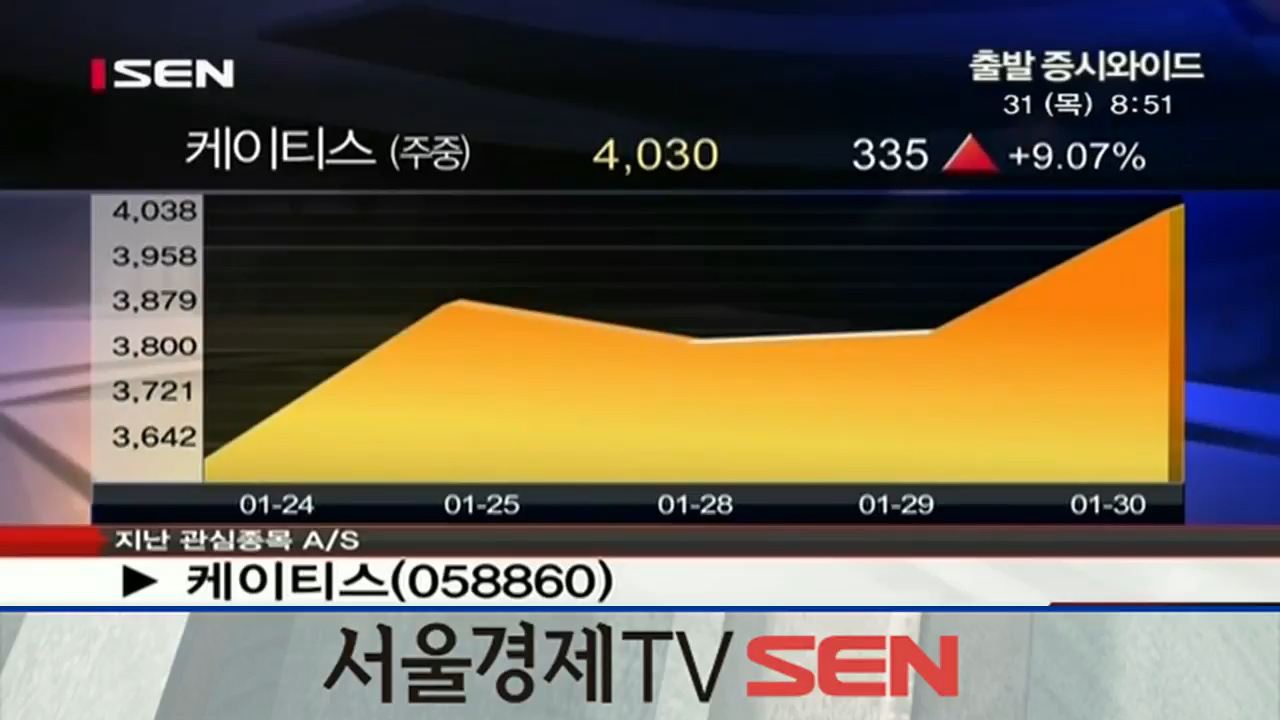 SEN
출발 증시와이드
31 (목) 8:51
케이티스 (주중) 4,030 335 ▲ +9.07%
4,038
3,958
3,879
3,800
3,721
3,642
01-24 01-25 01-28 01-29 01-30
지난 관심종목 A/S
▶ 케이티스(058860)
서울경제TV SEN